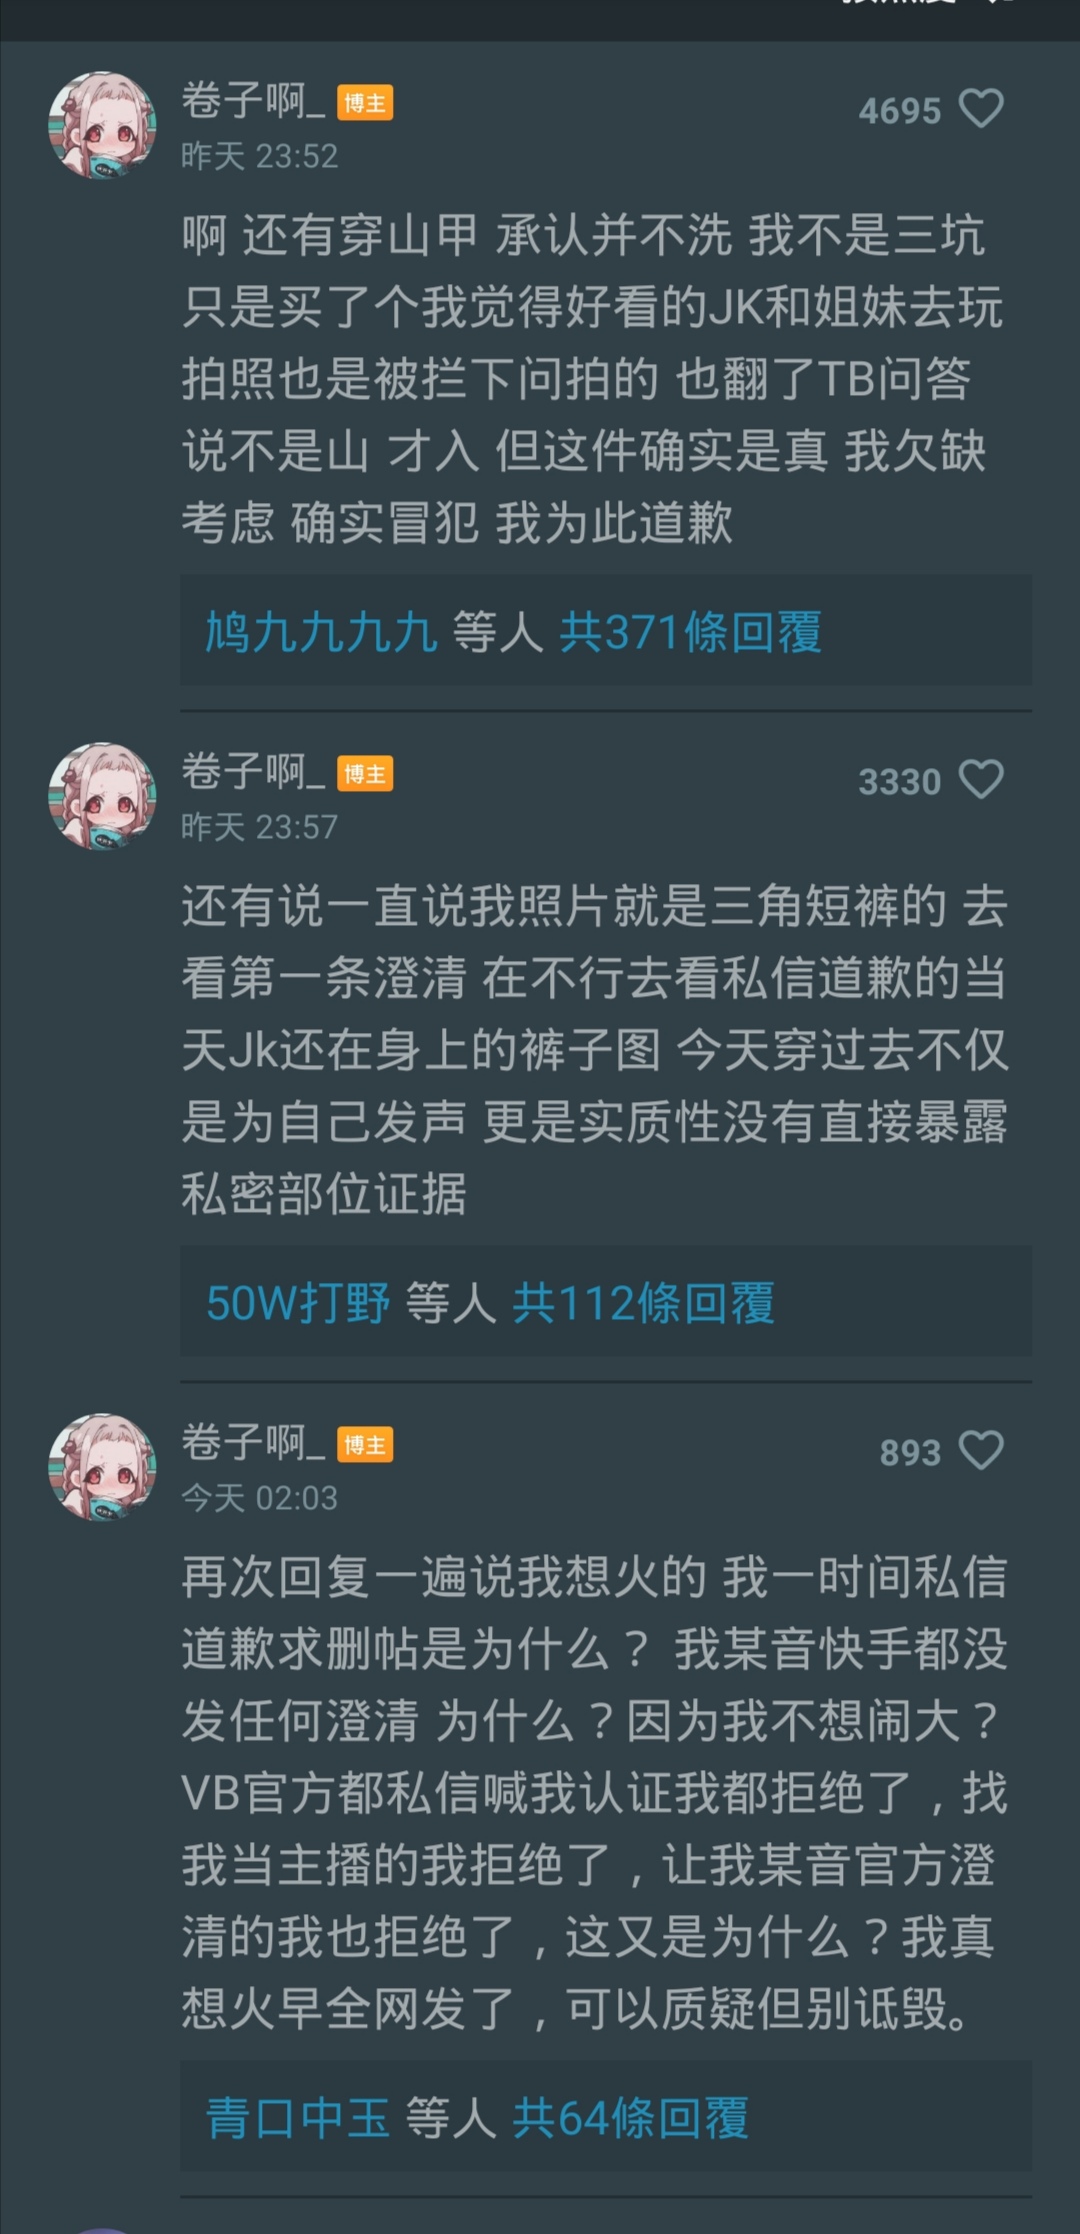 卷子啊_ 博主
4695
昨天 23:52
啊 还有穿山甲 承认并不洗 我不是三坑
只是买了个我觉得好看的JK和姐妹去玩
拍照也是被拦下问拍的 也翻了TB问答
说不是山 才入 但这件确实是真 我欠缺
考虑 确实冒犯 我为此道歉
鸠九九九九 等人 共371條回覆
卷子啊_ 博主
3330
昨天 23:57
还有说一直说我照片就是三角短裤的 去
看第一条澄清 在不行去看私信道歉的当
天Jk还在身上的裤子图 今天穿过去不仅
是为自己发声 更是实质性没有直接暴露
私密部位证据
50W打野 等人 共112條回覆
卷子啊_ 博主
893
今天 02:03
再次回复一遍说我想火的 我一时间私信
道歉求删帖是为什么？ 我某音快手都没
发任何澄清 为什么？因为我不想闹大？
VB官方都私信喊我认证我都拒绝了，找
我当主播的我拒绝了，让我某音官方澄
清的我也拒绝了，这又是为什么？我真
想火早全网发了，可以质疑但别诋毁。
青口中玉 等人 共64條回覆